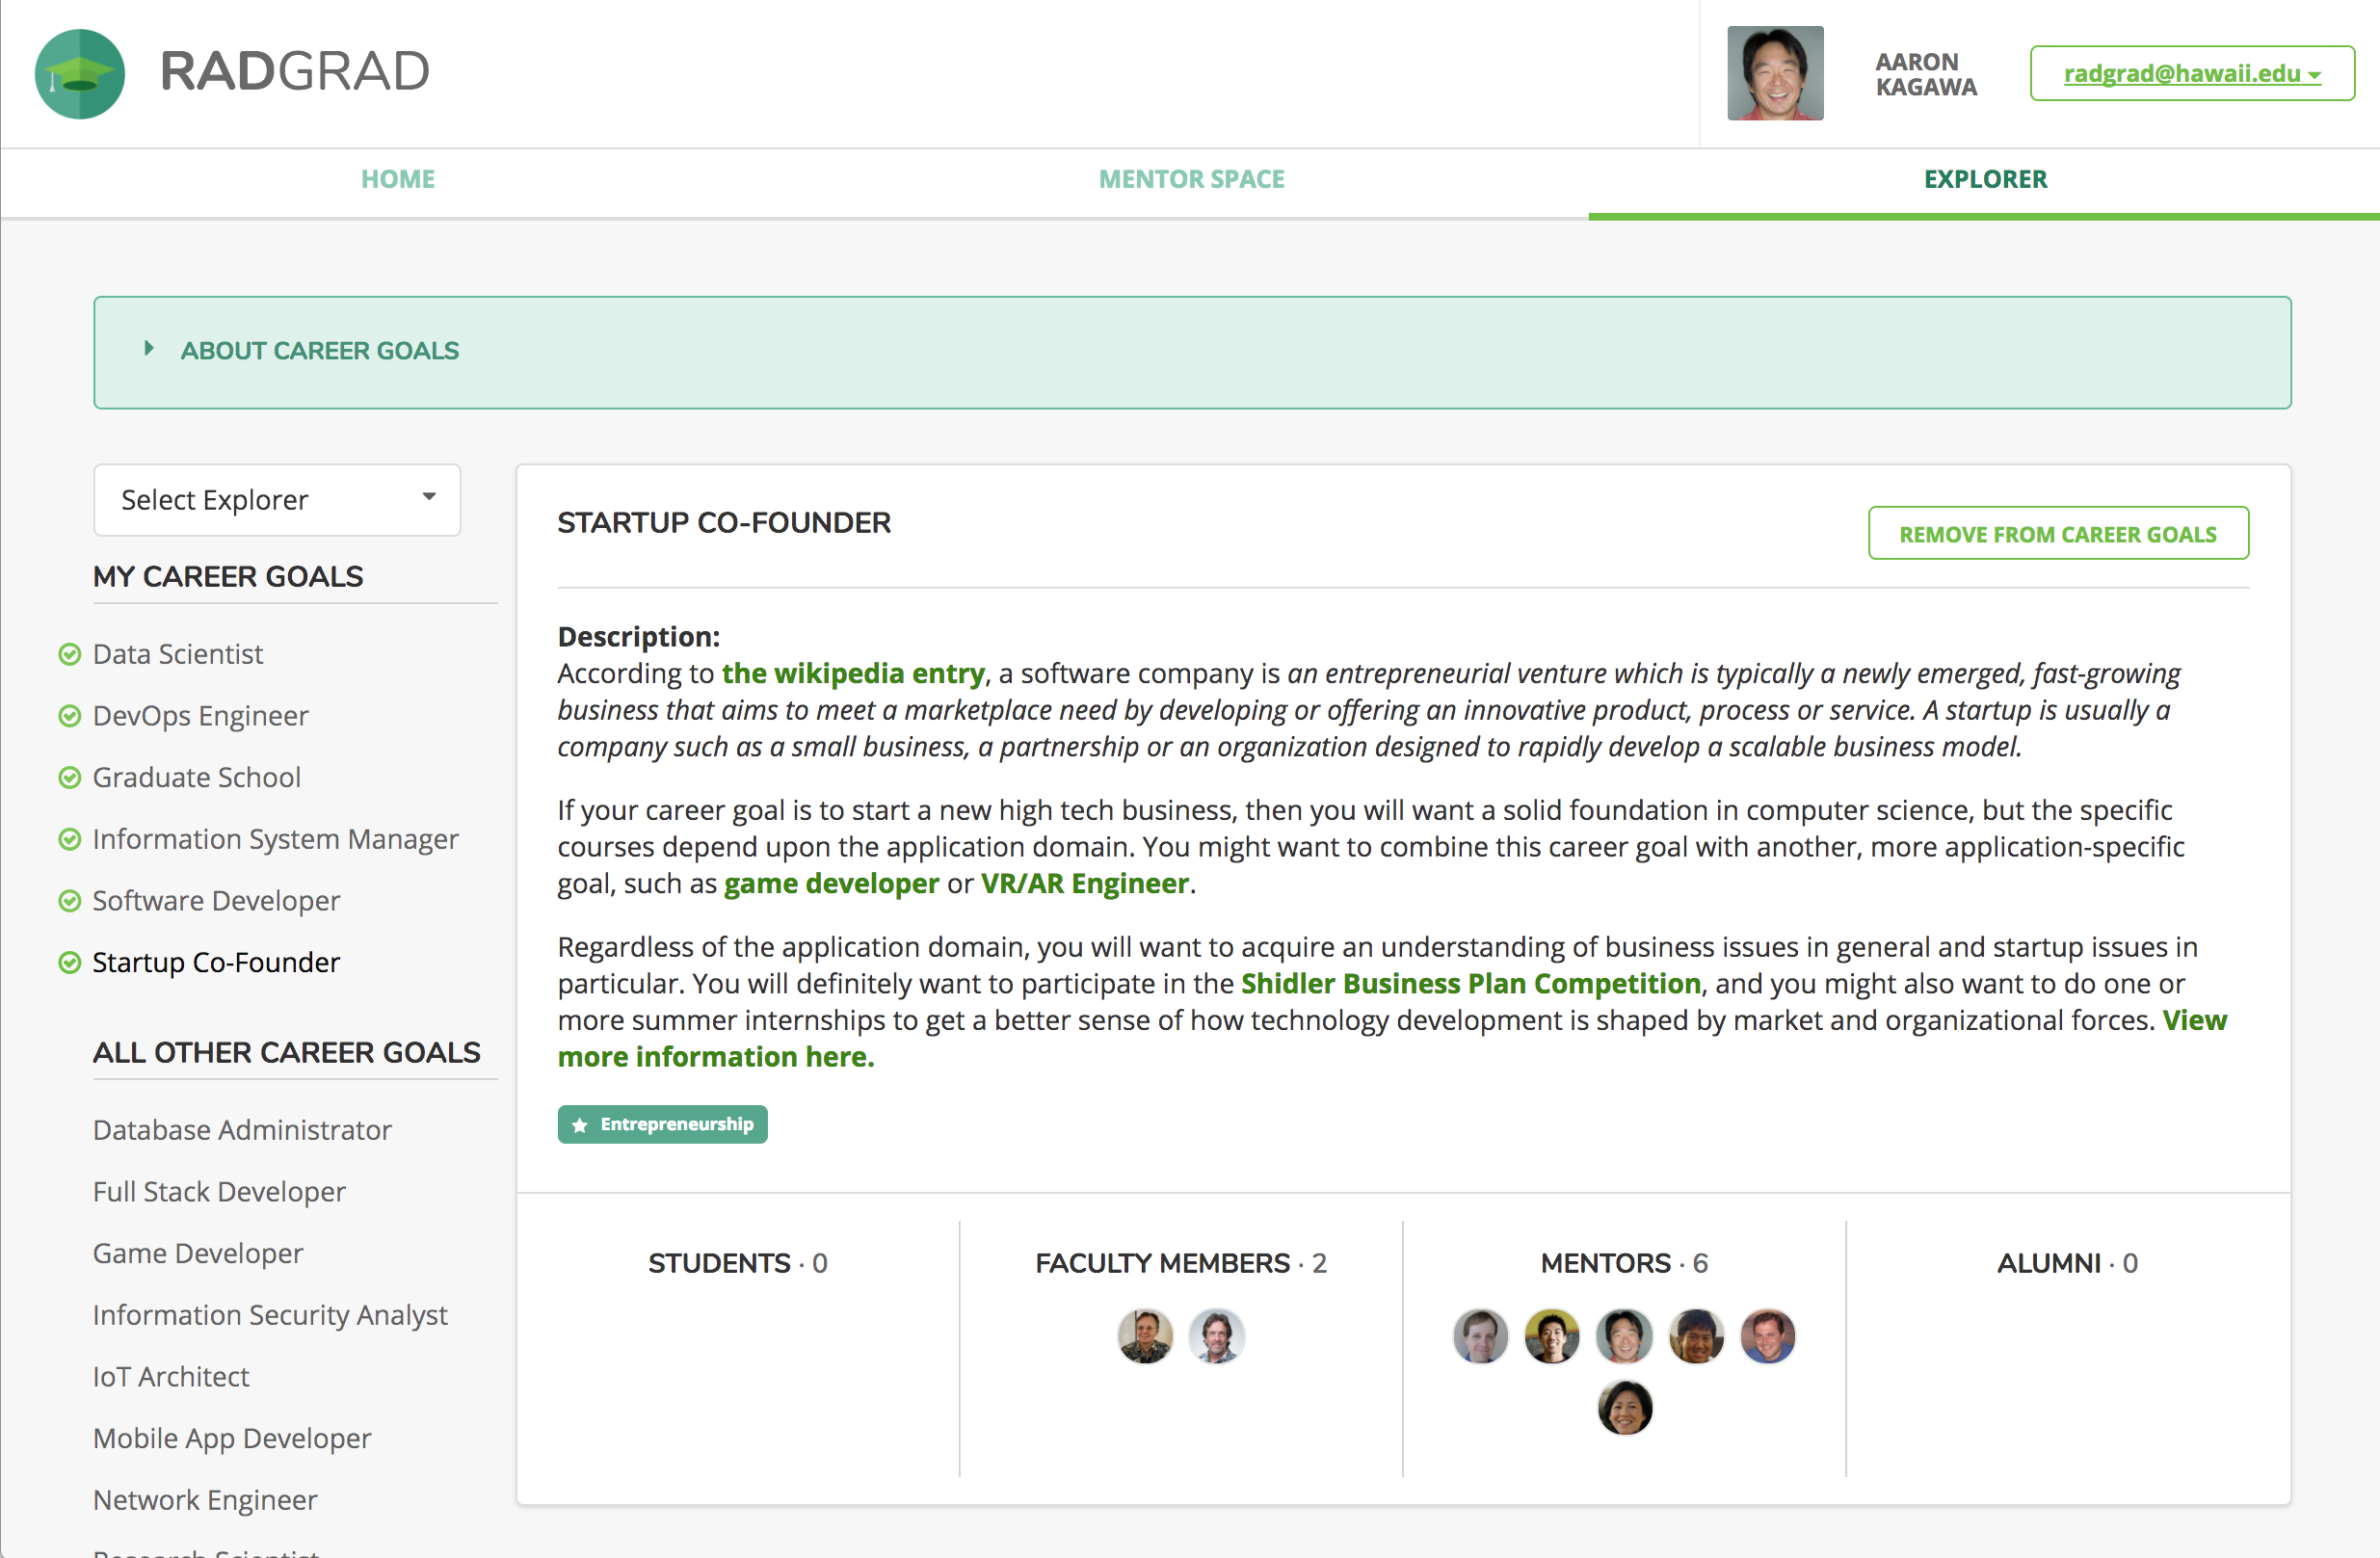 RADGRAD
AARON
KAGAWA
radgrad@hawaii.edu
HOME
MENTOR SPACE
EXPLORER
ABOUT CAREER GOALS
Select Explorer
MY CAREER GOALS
Data Scientist
DevOps Engineer
Graduate School
Information System Manager
Software Developer
Startup Co-Founder
ALL OTHER CAREER GOALS
Database Administrator
Full Stack Developer
Game Developer
Information Security Analyst
IoT Architect
Mobile App Developer
Network Engineer
Research Scientist
STARTUP CO-FOUNDER
REMOVE FROM CAREER GOALS
Description:
According to the wikipedia entry, a software company is an entrepreneurial venture which is typically a newly emerged, fast-growing
business that aims to meet a marketplace need by developing or offering an innovative product, process or service. A startup is usually a
company such as a small business, a partnership or an organization designed to rapidly develop a scalable business model.
If your career goal is to start a new high tech business, then you will want a solid foundation in computer science, but the specific
courses depend upon the application domain. You might want to combine this career goal with another, more application-specific
goal, such as game developer or VR/AR Engineer.
Regardless of the application domain, you will want to acquire an understanding of business issues in general and startup issues in
particular. You will definitely want to participate in the Shidler Business Plan Competition, and you might also want to do one or
more summer internships to get a better sense of how technology development is shaped by market and organizational forces. View
more information here.
Entrepreneurship
STUDENTS · 0
FACULTY MEMBERS · 2
MENTORS · 6
ALUMNI · 0